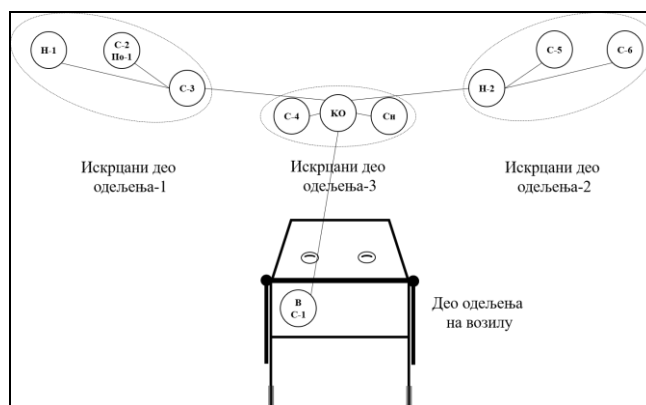 Н-1
С-2
По-1
С-3
С-4
КО
Сн
Н-2
С-5
С-6
Искрцани део
одељења-1
Искрцани део
одељења-3
Искрцани део
одељења-2
В
С-1
Део одељења
на возилу